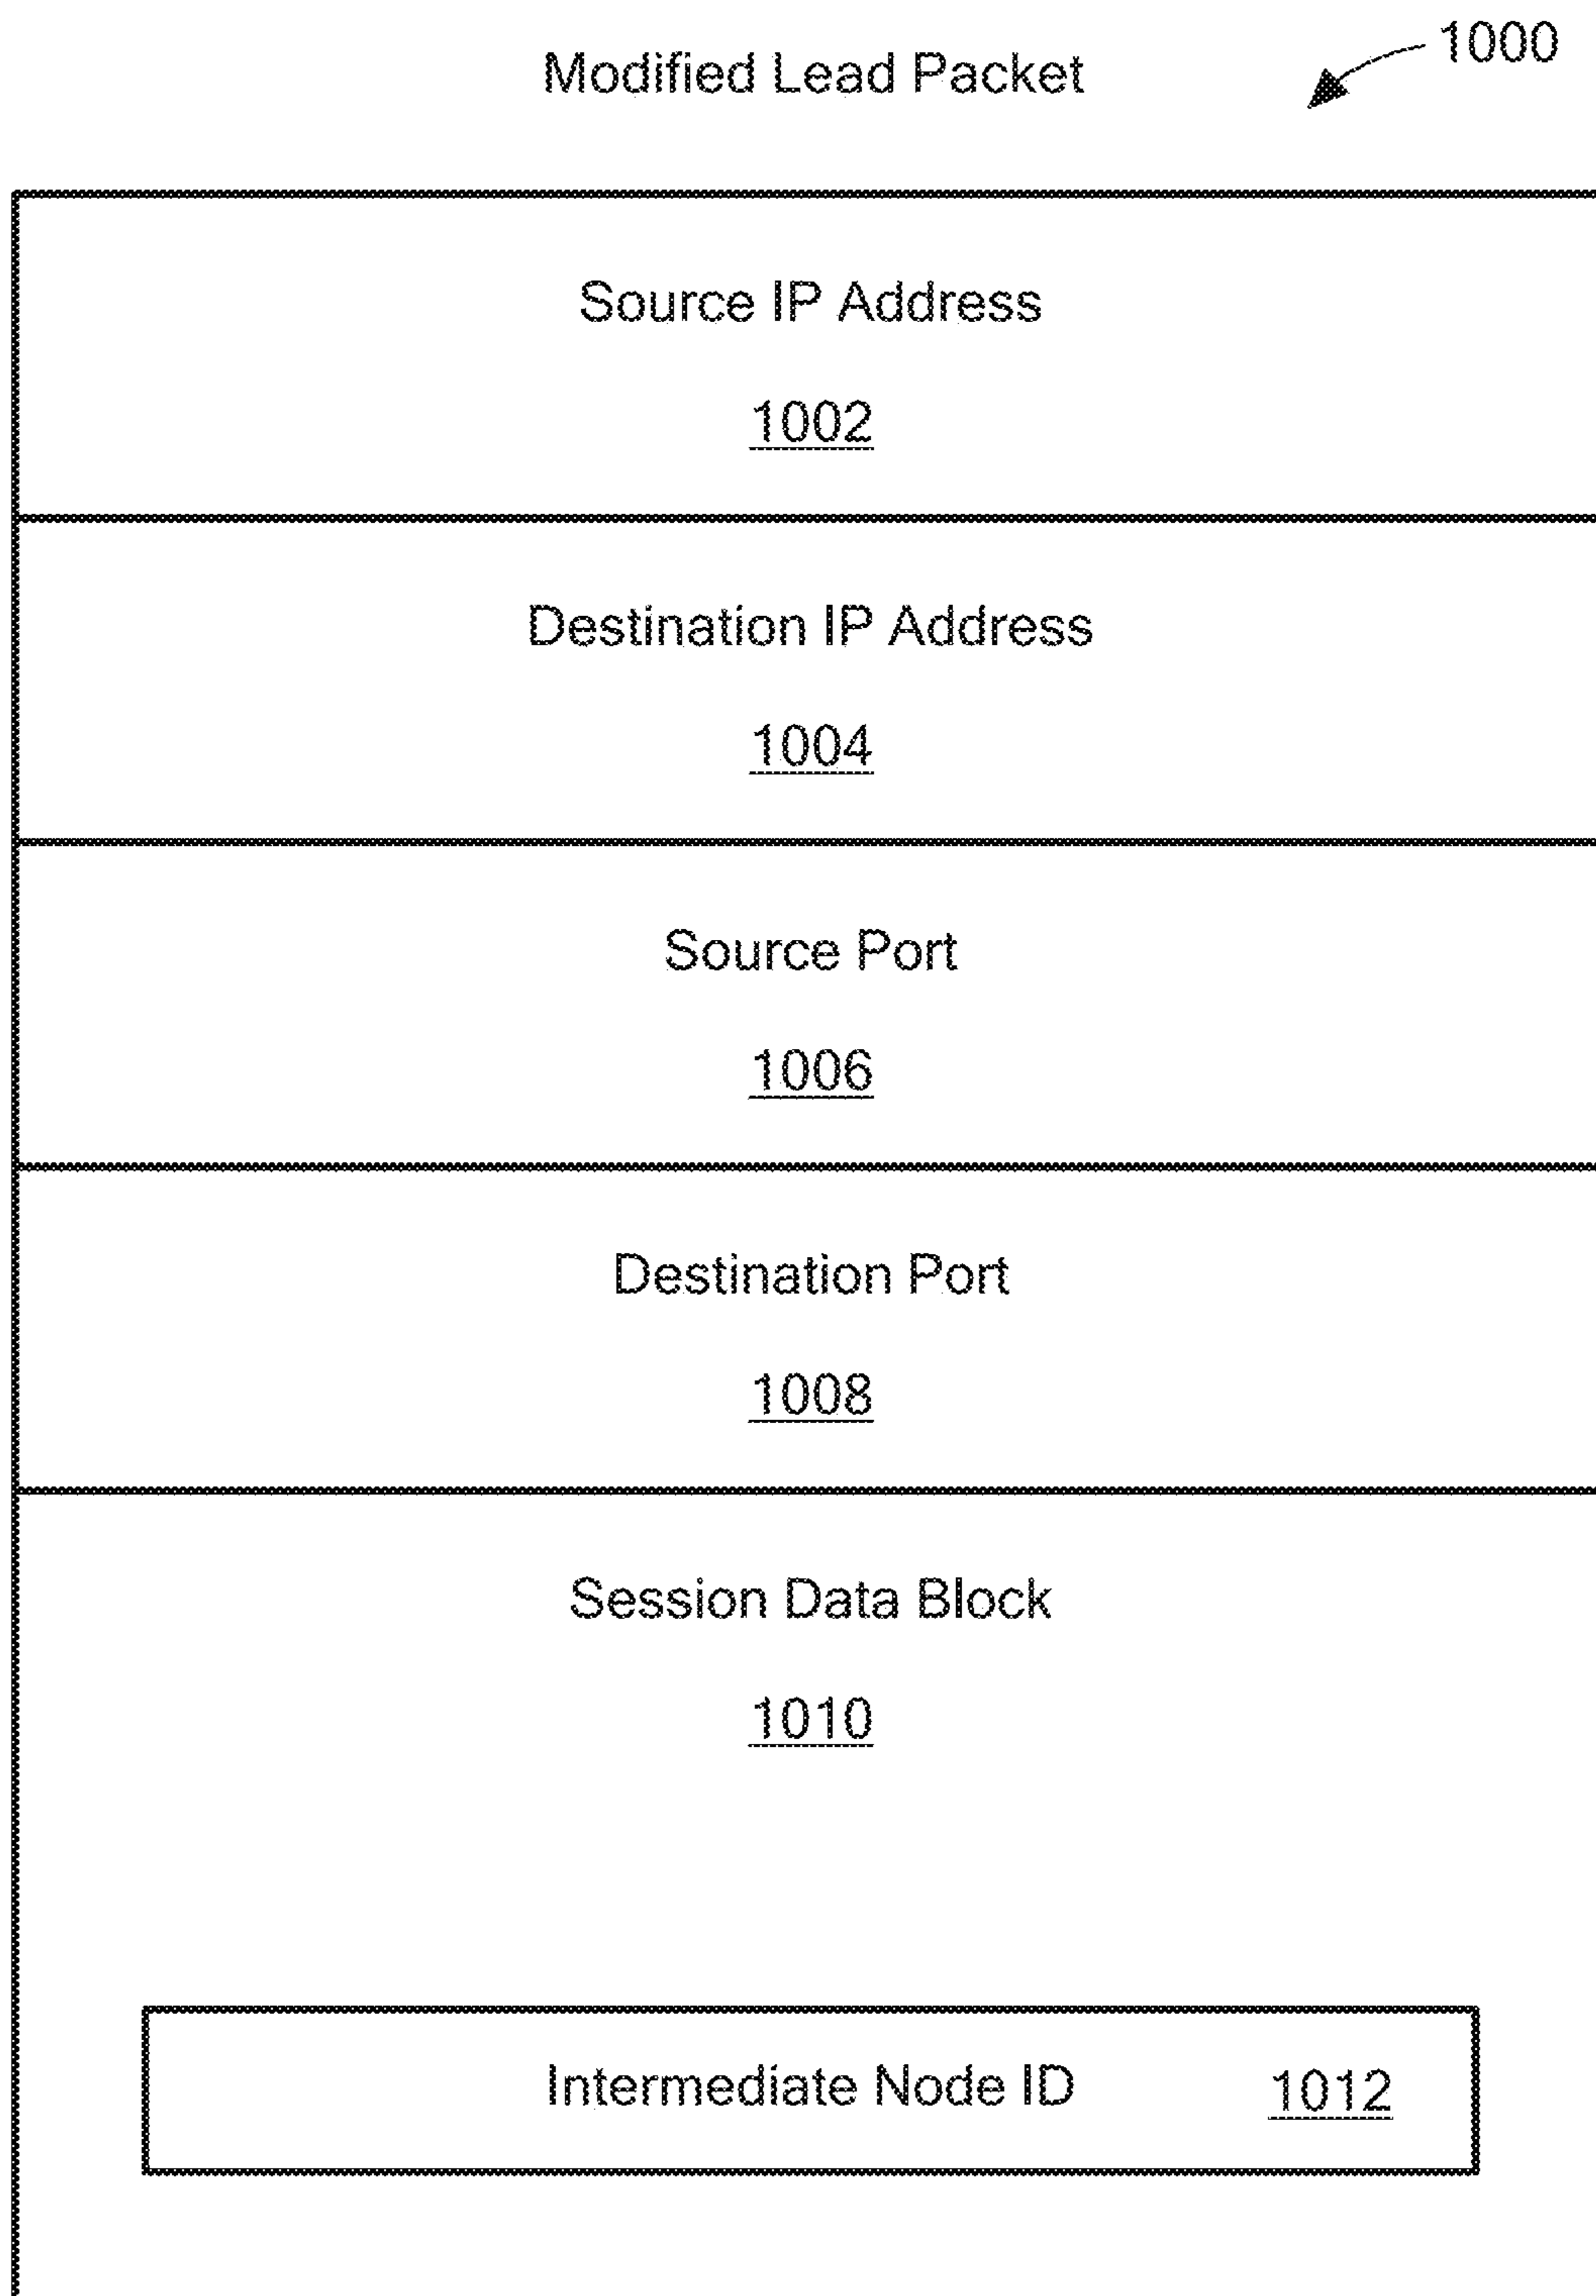 Modified Lead Packet
1000
Source IP Address
1002
Destination IP Address
1004
Source Port
1006
Destination Port
1008
Session Data Block
1010
Intermediate Node ID 1012